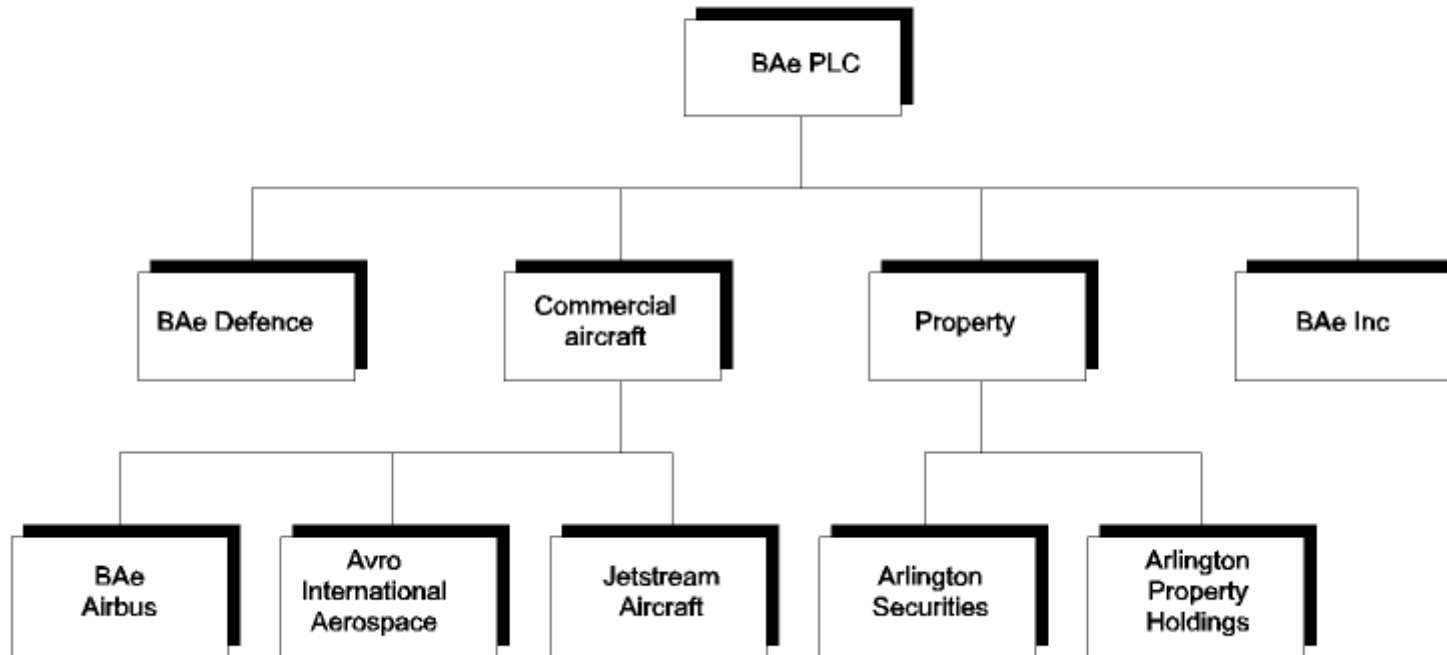 BAe PLC
BAe Defence
Commercial
aircraft
Property
BAe Inc
BAe
Airbus
Avro
International
Aerospace
Jetstream
Aircraft
Arlington
Securities
Arlington
Property
Holdings